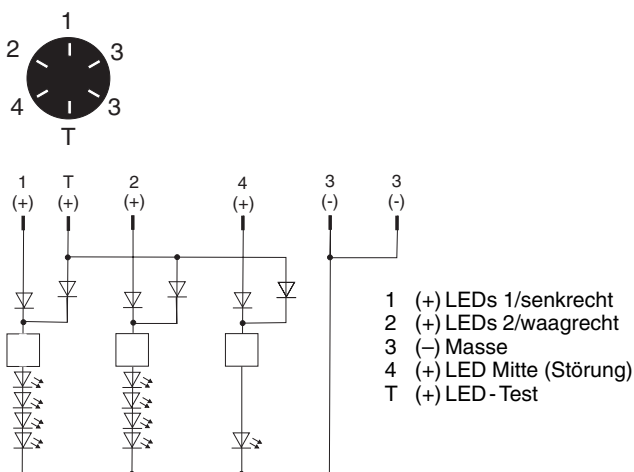 1
2
3
4
3
T
1 T 2 4 3 3
(+) (+) (+) (+) (-) (-)
1 (+) LEDs 1/senkrecht
2 (+) LEDs 2/waagrecht
3 (–) Masse
4 (+) LED Mitte (Störung)
T (+) LED - Test